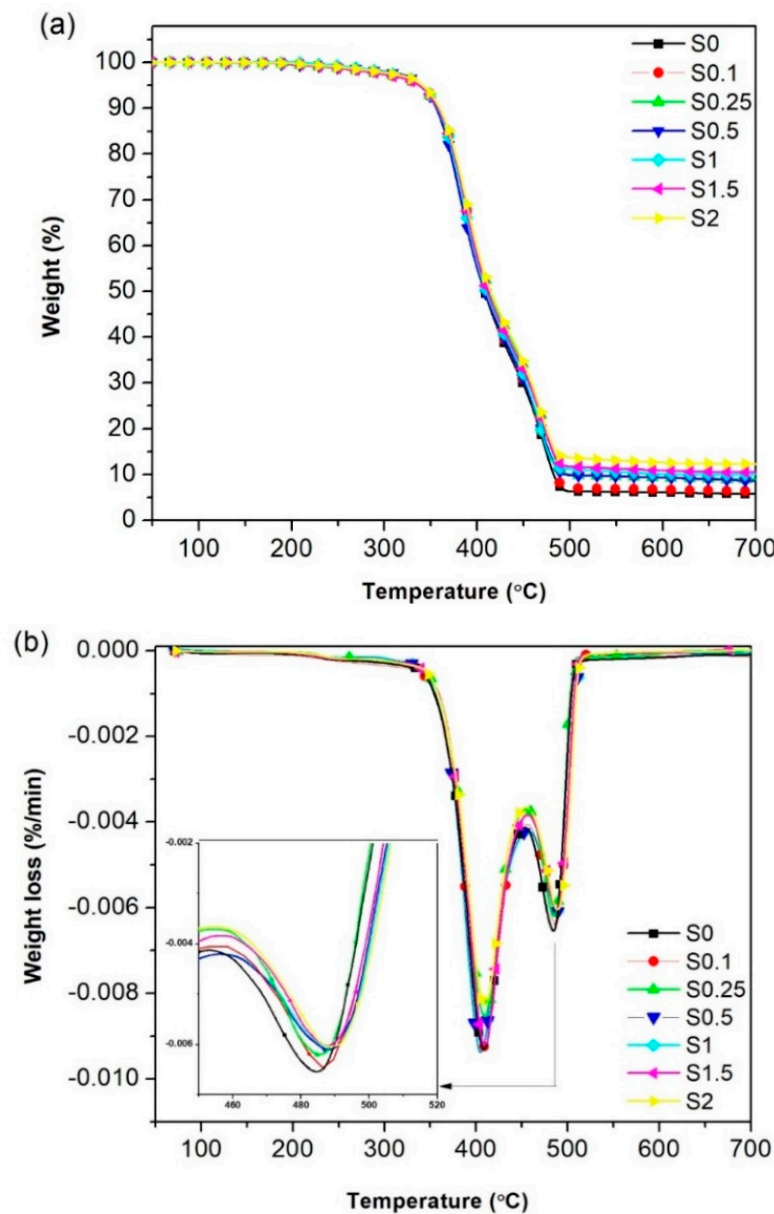 (a)
S0
S0.1
S0.25
S0.5
S1
S1.5
S2
100
90
80
70
60
50
40
30
20
10
0
Weight (%)
100 200 300 400 500 600 700
Temperature (°C)
(b)
0.000
-0.002
-0.004
-0.006
-0.008
-0.010
Weight loss (%/min)
-0.002
-0.004
-0.006
460 480 500 520
S0
S0.1
S0.25
S0.5
S1
S1.5
S2
100 200 300 400 500 600 700
Temperature (°C)